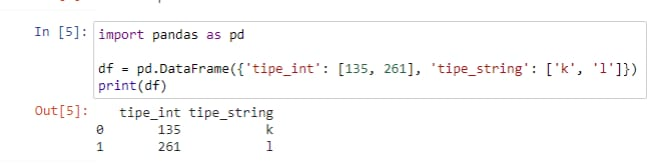 In [5]: import pandas as pd
df = pd.DataFrame({'tipe_int': [135, 261], 'tipe_string': ['k', 'l']})
print(df)
Out[5]: tipe_int tipe_string
0 135 k
1 261 l